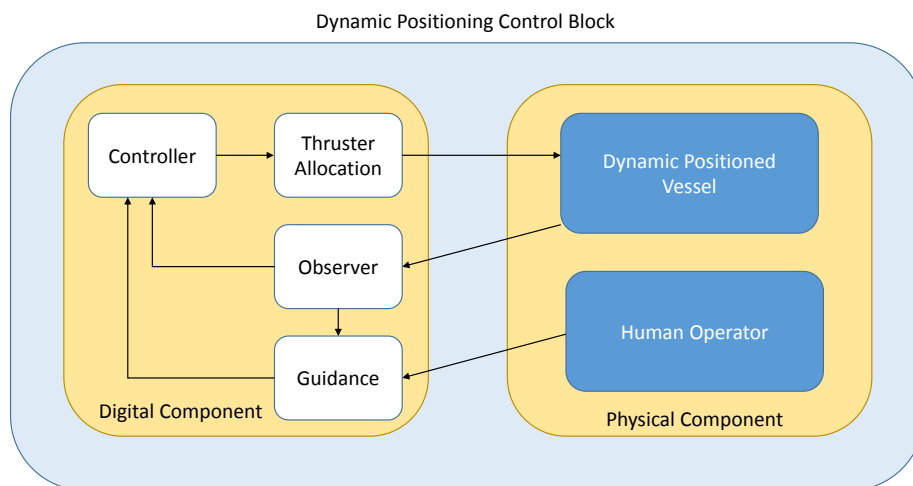 Dynamic Positioning Control Block
Controller
Thruster
Allocation
Observer
Guidance
Digital Component
Dynamic Positioned
Vessel
Human Operator
Physical Component